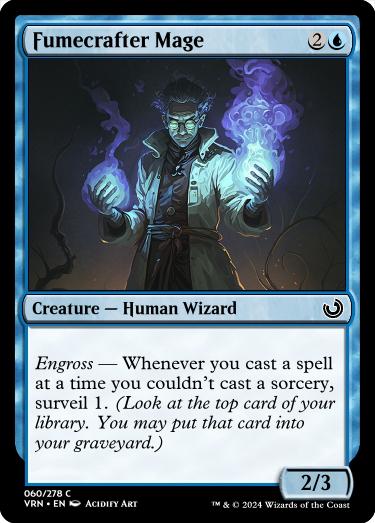 Fumecrafter Mage 2
Creature — Human Wizard
Engross — Whenever you cast a spell
at a time you couldn't cast a sorcery,
surveil 1. (Look at the top card of your
library. You may put that card into
your graveyard.)
2/3
060/278 C
VRN • EN Acidify Art ™ & © 2024 Wizards of the Coast